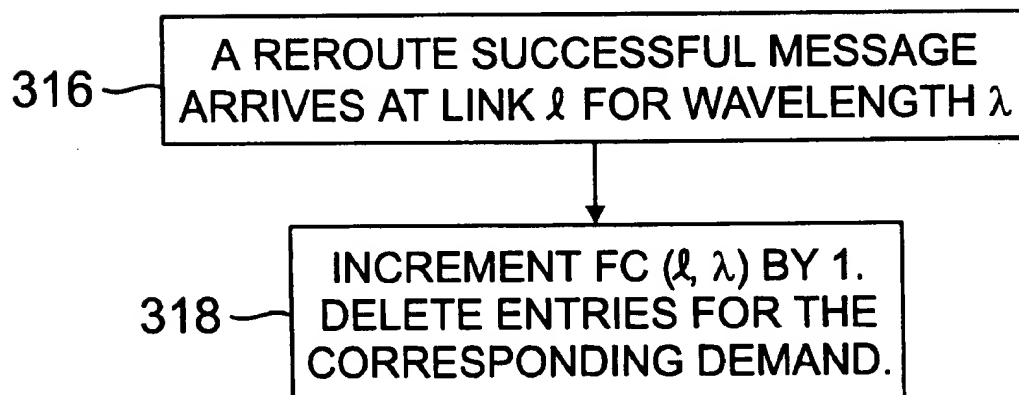 316
A REROUTE SUCCESSFUL MESSAGE
ARRIVES AT LINK ℓ FOR WAVELENGTH λ
318
INCREMENT FC (ℓ, λ) BY 1.
DELETE ENTRIES FOR THE
CORRESPONDING DEMAND.